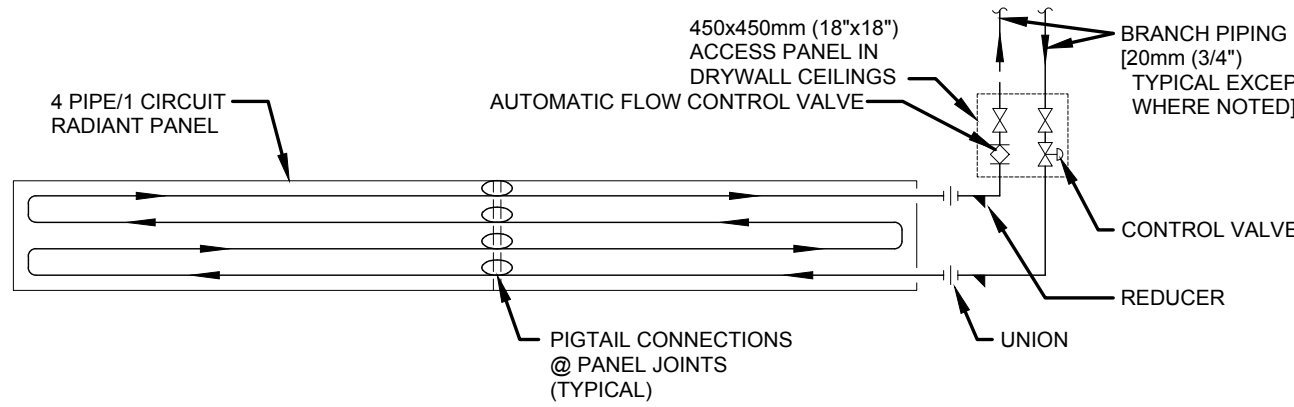 450x450mm (18"x18")
ACCESS PANEL IN
DRYWALL CEILINGS
AUTOMATIC FLOW CONTROL VALVE
BRANCH PIPING
[20mm (3/4")
TYPICAL EXCEP
WHERE NOTED]
4 PIPE/1 CIRCUIT
RADIANT PANEL
CONTROL VALVE
REDUCER
UNION
PIGTAIL CONNECTIONS
@ PANEL JOINTS
(TYPICAL)